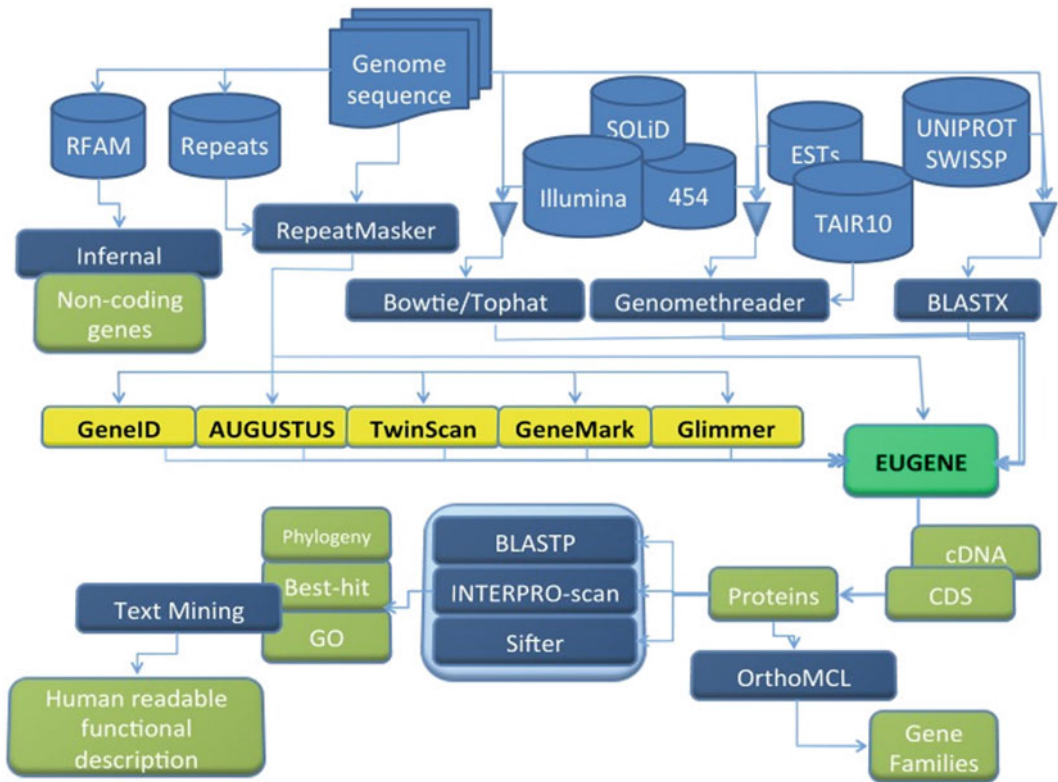 Genome
sequence
RFAM
Repeats
SOLiD
Illumina
454
ESTs
TAIR10
UNIPROT
SWISSP
RepeatMasker
Infernal
Non-coding
genes
Bowtie/Tophat
Genomethreader
BLASTX
GeneID
AUGUSTUS
TwinScan
GeneMark
Glimmer
EUGENE
cDNA
CDS
Proteins
BLASTP
INTERPRO-scan
Sifter
Phylogeny
Best-hit
GO
Text Mining
Human readable
functional
description
OrthoMCL
Gene
Families